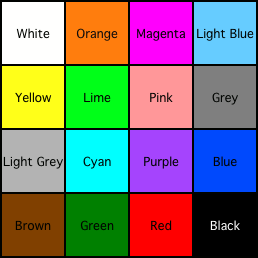 White Orange Magenta Light Blue
Yellow Lime Pink Grey
Light Grey Cyan Purple Blue
Brown Green Red Black